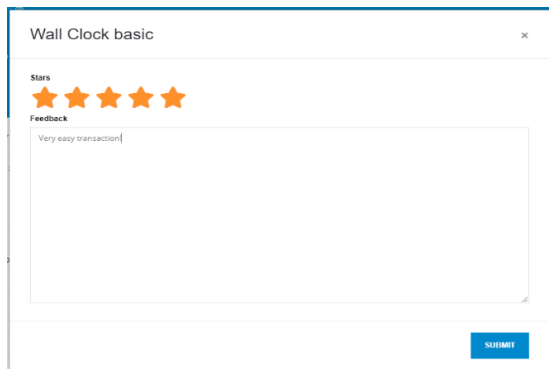 Wall Clock basic
×
Stars
Feedback
Very easy transaction!
SUBMIT